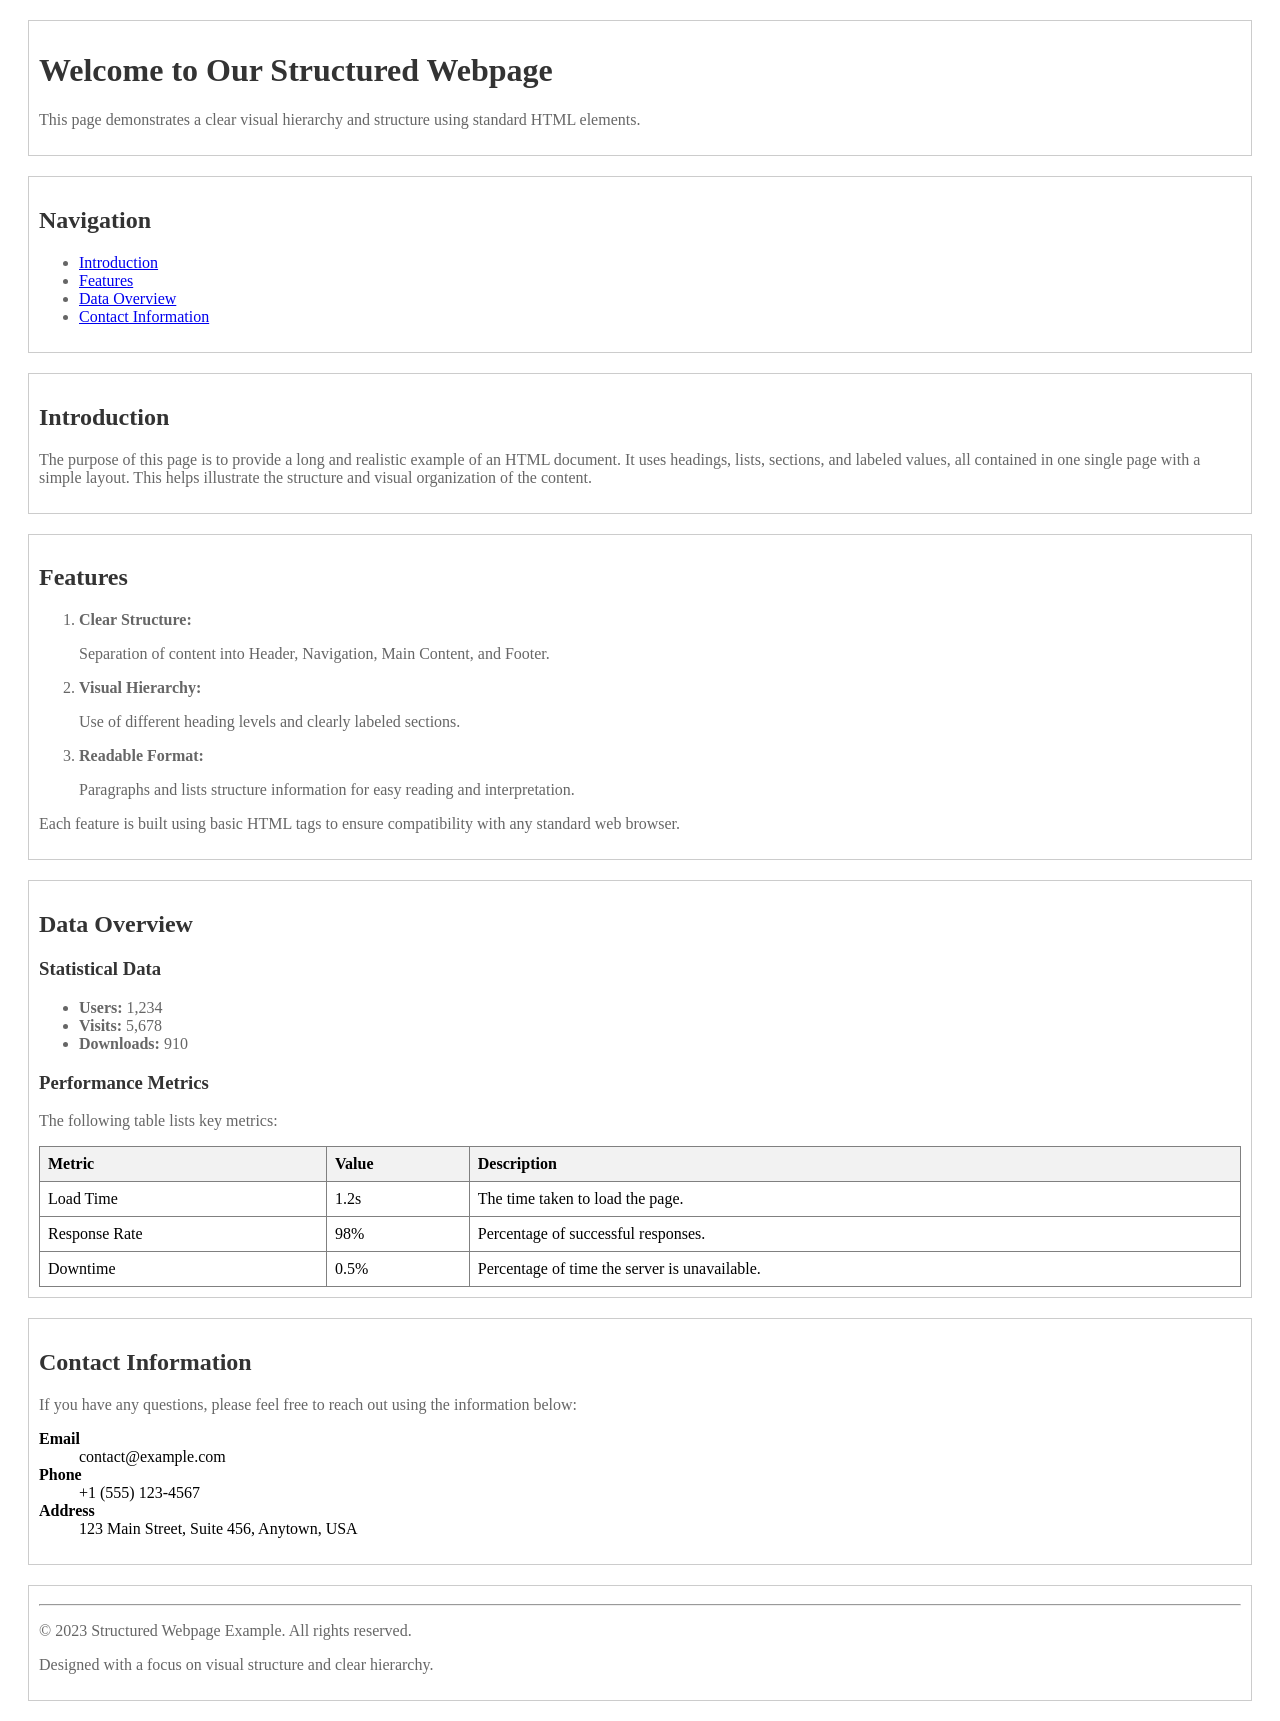 Welcome to Our Structured Webpage
This page demonstrates a clear visual hierarchy and structure using standard HTML elements.
Navigation
Introduction
Features
Data Overview
Contact Information
Introduction
The purpose of this page is to provide a long and realistic example of an HTML document. It uses headings, lists, sections, and labeled values, all contained in one single page with a
simple layout. This helps illustrate the structure and visual organization of the content.
Features
1. Clear Structure:
Separation of content into Header, Navigation, Main Content, and Footer.
2. Visual Hierarchy:
Use of different heading levels and clearly labeled sections.
3. Readable Format:
Paragraphs and lists structure information for easy reading and interpretation.
Each feature is built using basic HTML tags to ensure compatibility with any standard web browser.
Data Overview
Statistical Data
Users: 1,234
Visits: 5,678
Downloads: 910
Performance Metrics
The following table lists key metrics:
Metric Value Description
Load Time 1.2s The time taken to load the page.
Response Rate 98% Percentage of successful responses.
Downtime 0.5% Percentage of time the server is unavailable.
Contact Information
If you have any questions, please feel free to reach out using the information below:
Email
contact@example.com
Phone
+1 (555) 123-4567
Address
123 Main Street, Suite 456, Anytown, USA
© 2023 Structured Webpage Example. All rights reserved.
Designed with a focus on visual structure and clear hierarchy.